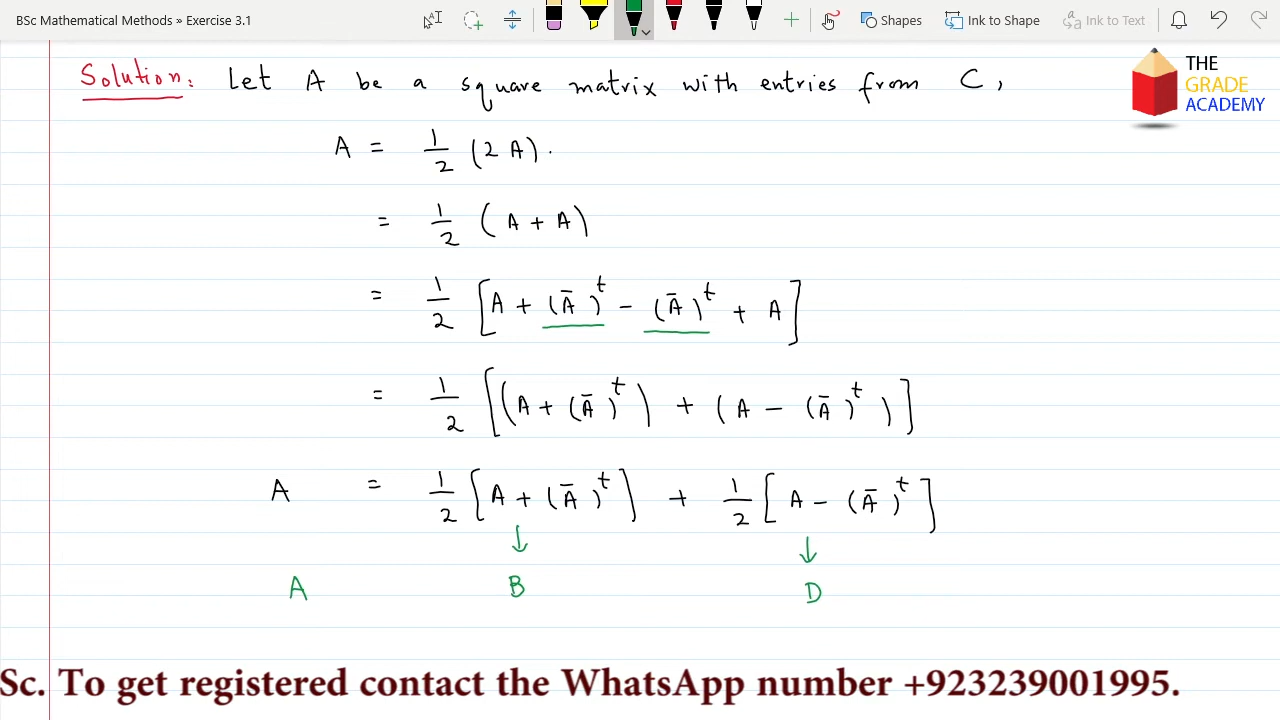 BSc Mathematical Methods » Exercise 3.1
Shapes
Ink to Shape
Ink to Text
THE
GRADE
ACADEMY
Solution: Let A be a square matrix with entries from C,
A = 1/2 (2A).
= 1/2 (A + A)
= 1/2 [A + (Ā)^t − (Ā)^t + A]
= 1/2 [(A + (Ā)^t) + (A − (Ā)^t)]
A = 1/2 [A + (Ā)^t] + 1/2 [A − (Ā)^t]
↓ ↓
A B D
Sc. To get registered contact the WhatsApp number +923239001995.